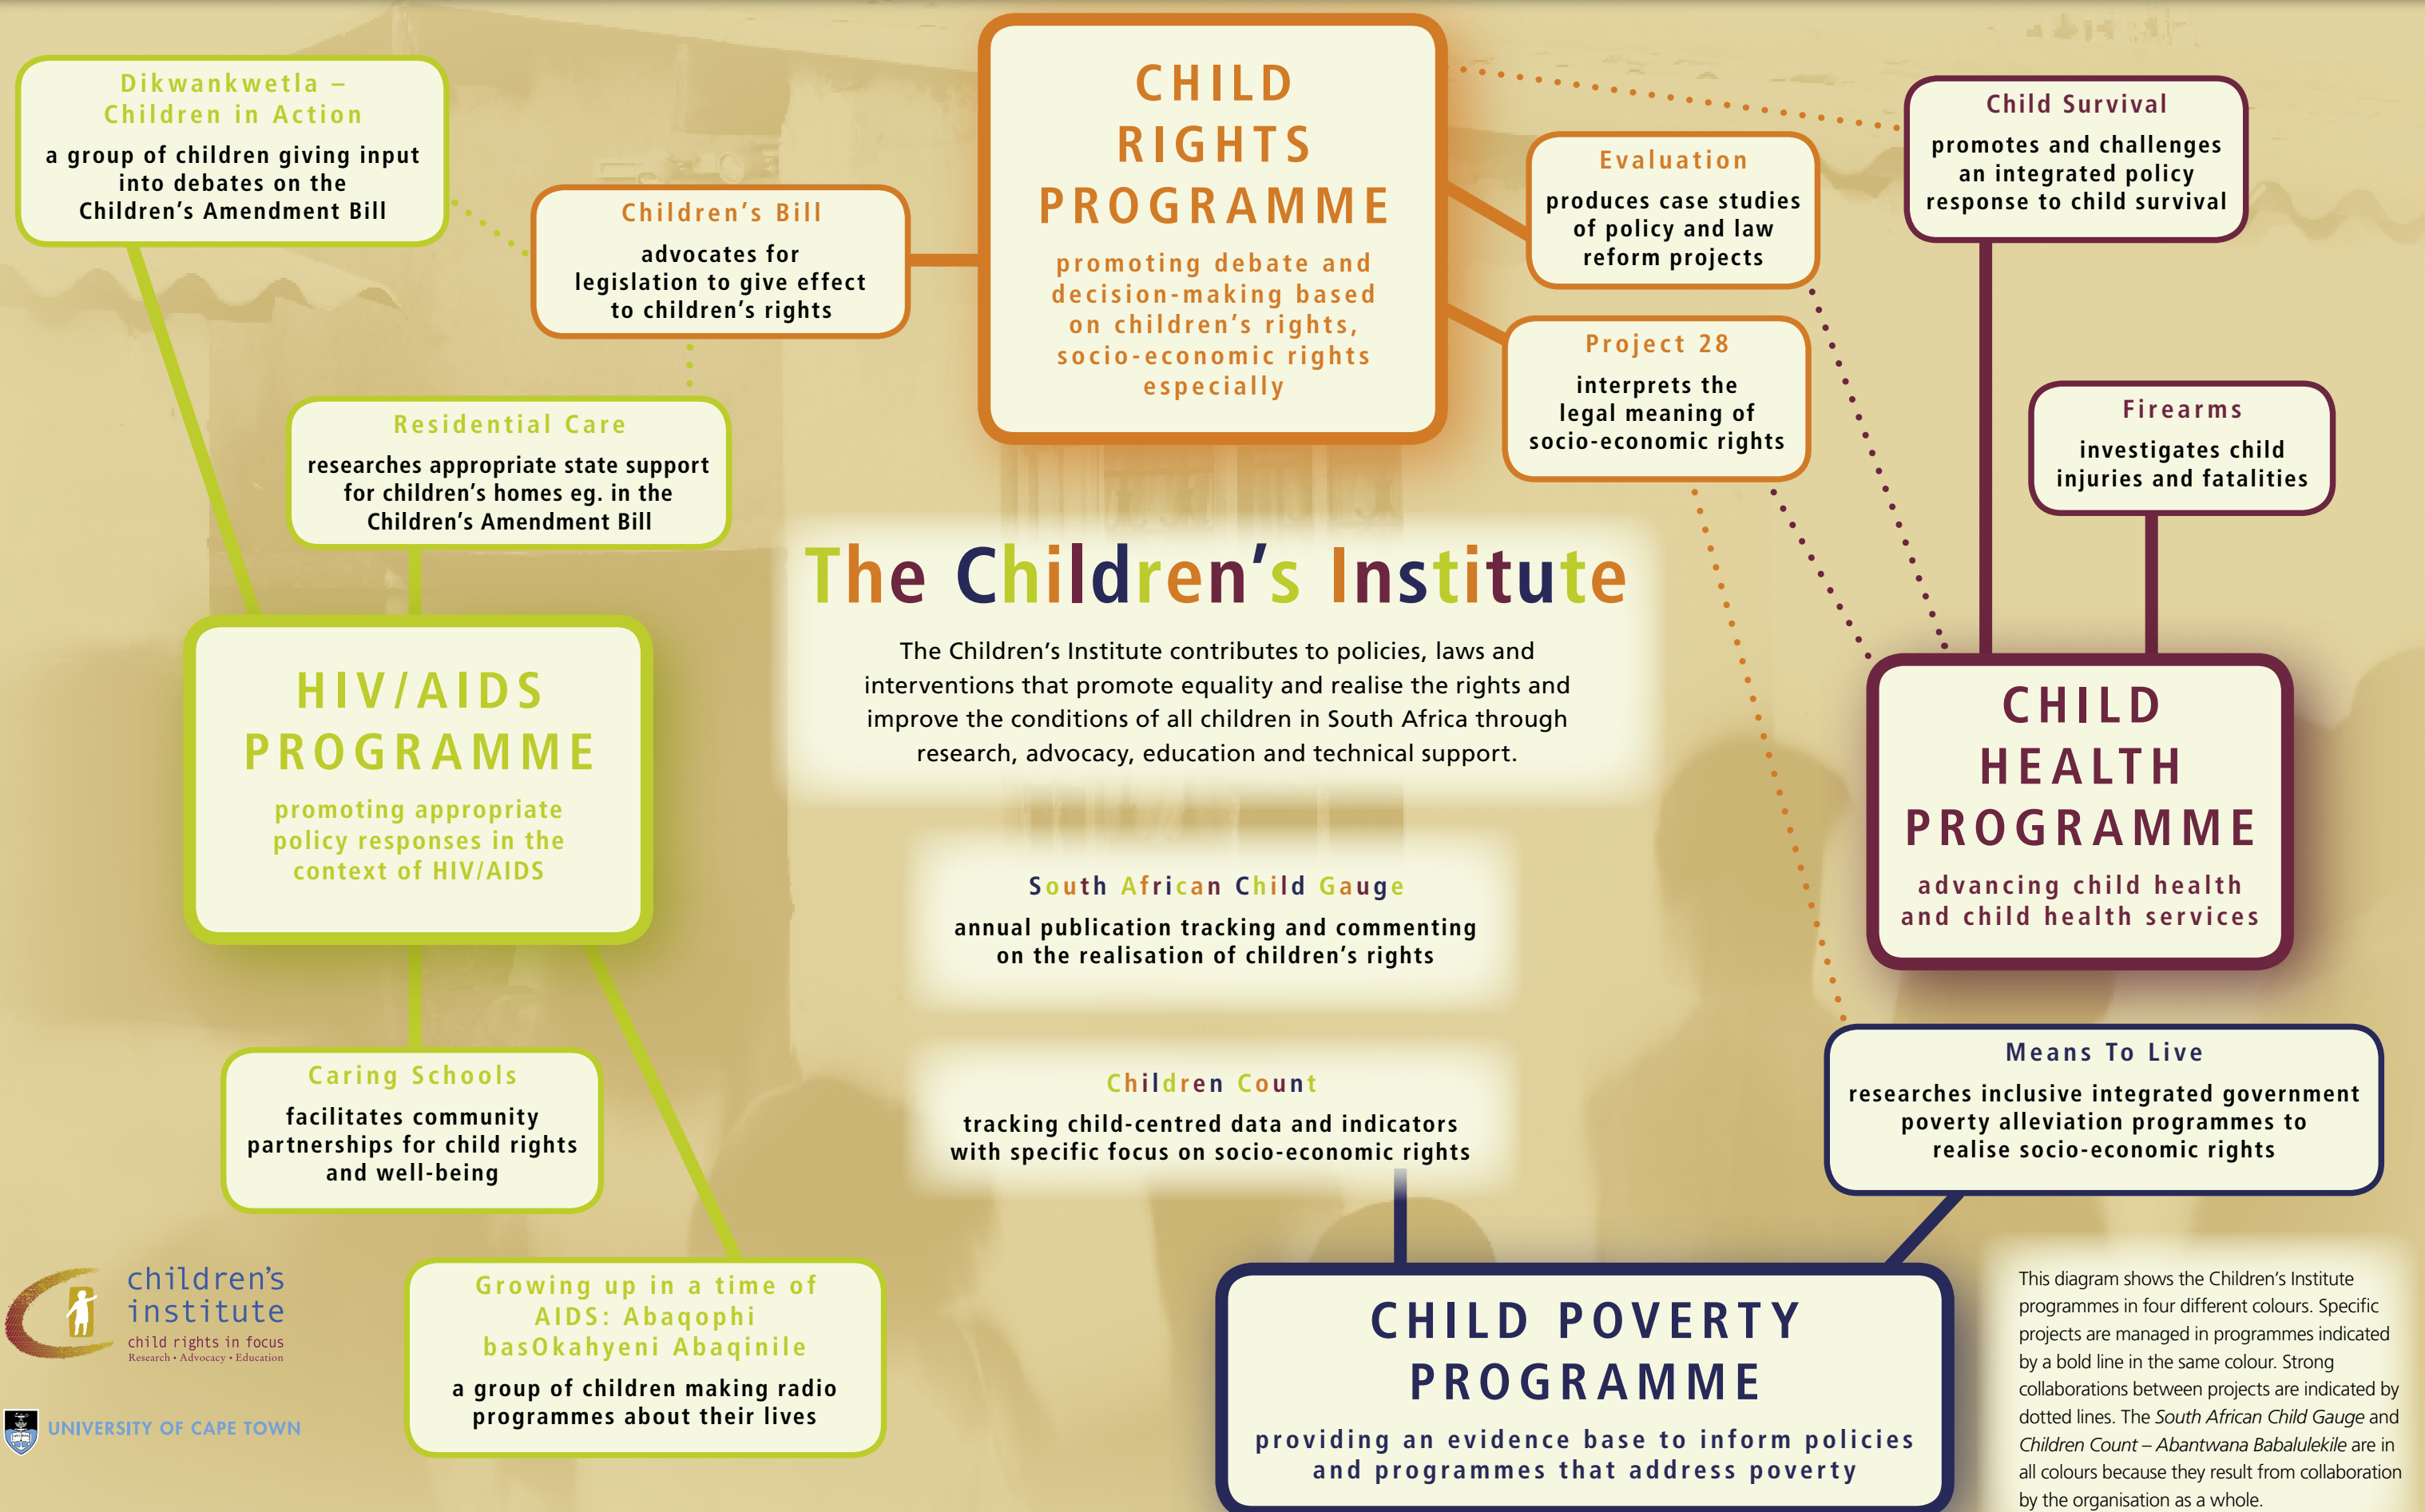 Dikwankwetla –
Children in Action
a group of children giving input
into debates on the
Children's Amendment Bill
Children's Bill
advocates for
legislation to give effect
to children's rights
Residential Care
researches appropriate state support
for children's homes eg. in the
Children's Amendment Bill
CHILD
RIGHTS
PROGRAMME
promoting debate and
decision-making based
on children's rights,
socio-economic rights
especially
Evaluation
produces case studies
of policy and law
reform projects
Project 28
interprets the
legal meaning of
socio-economic rights
Child Survival
promotes and challenges
an integrated policy
response to child survival
Firearms
investigates child
injuries and fatalities
The Children's Institute
The Children's Institute contributes to policies, laws and
interventions that promote equality and realise the rights and
improve the conditions of all children in South Africa through
research, advocacy, education and technical support.
HIV/AIDS
PROGRAMME
promoting appropriate
policy responses in the
context of HIV/AIDS
CHILD
HEALTH
PROGRAMME
advancing child health
and child health services
South African Child Gauge
annual publication tracking and commenting
on the realisation of children's rights
Children Count
tracking child-centred data and indicators
with specific focus on socio-economic rights
Means To Live
researches inclusive integrated government
poverty alleviation programmes to
realise socio-economic rights
Caring Schools
facilitates community
partnerships for child rights
and well-being
Growing up in a time of
AIDS: Abaqophi
basOkahyeni Abaqinile
a group of children making radio
programmes about their lives
CHILD POVERTY
PROGRAMME
providing an evidence base to inform policies
and programmes that address poverty
children's
institute
child rights in focus
Research • Advocacy • Education
UNIVERSITY OF CAPE TOWN
This diagram shows the Children's Institute
programmes in four different colours. Specific
projects are managed in programmes indicated
by a bold line in the same colour. Strong
collaborations between projects are indicated by
dotted lines. The South African Child Gauge and
Children Count – Abantwana Babalulekile are in
all colours because they result from collaboration
by the organisation as a whole.